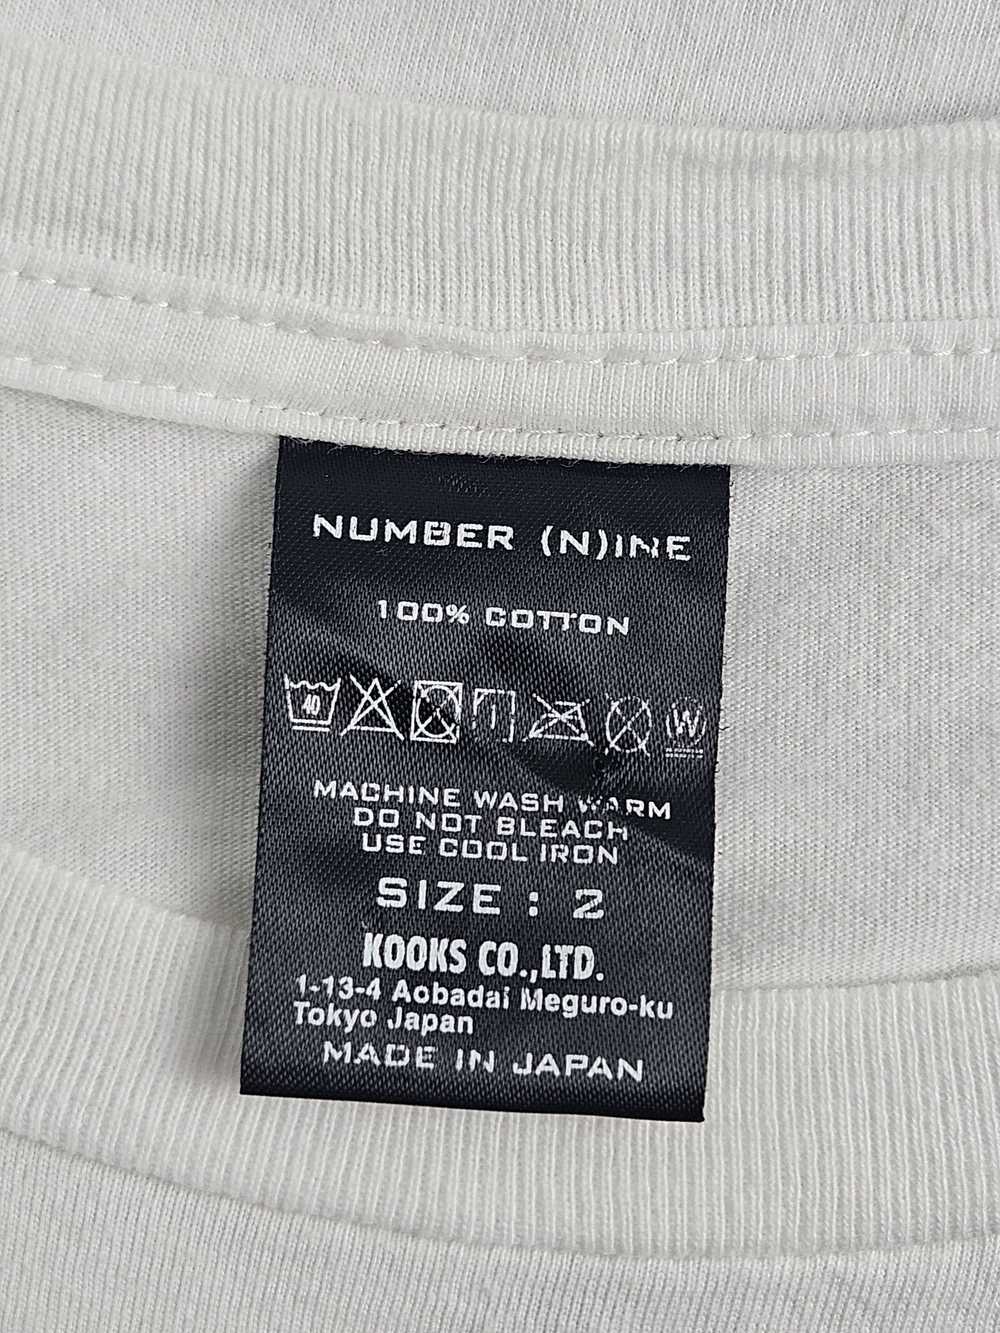 NUMBER (N)INE
100% COTTON
40 W
MACHINE WASH WARM
DO NOT BLEACH
USE COOL IRON
SIZE : 2
KOOKS CO.,LTD.
1-13-4 Aobadai Meguro-ku
Tokyo Japan
MADE IN JAPAN